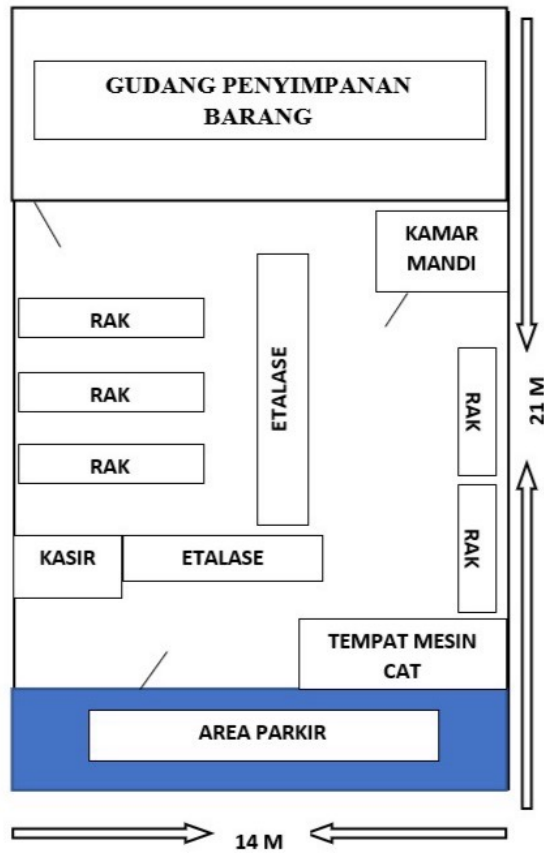 GUDANG PENYIMPANAN
BARANG
KAMAR
MANDI
RAK
ETALASE
RAK
RAK
RAK
21 M
RAK
KASIR
ETALASE
TEMPAT MESIN
CAT
AREA PARKIR
14 M